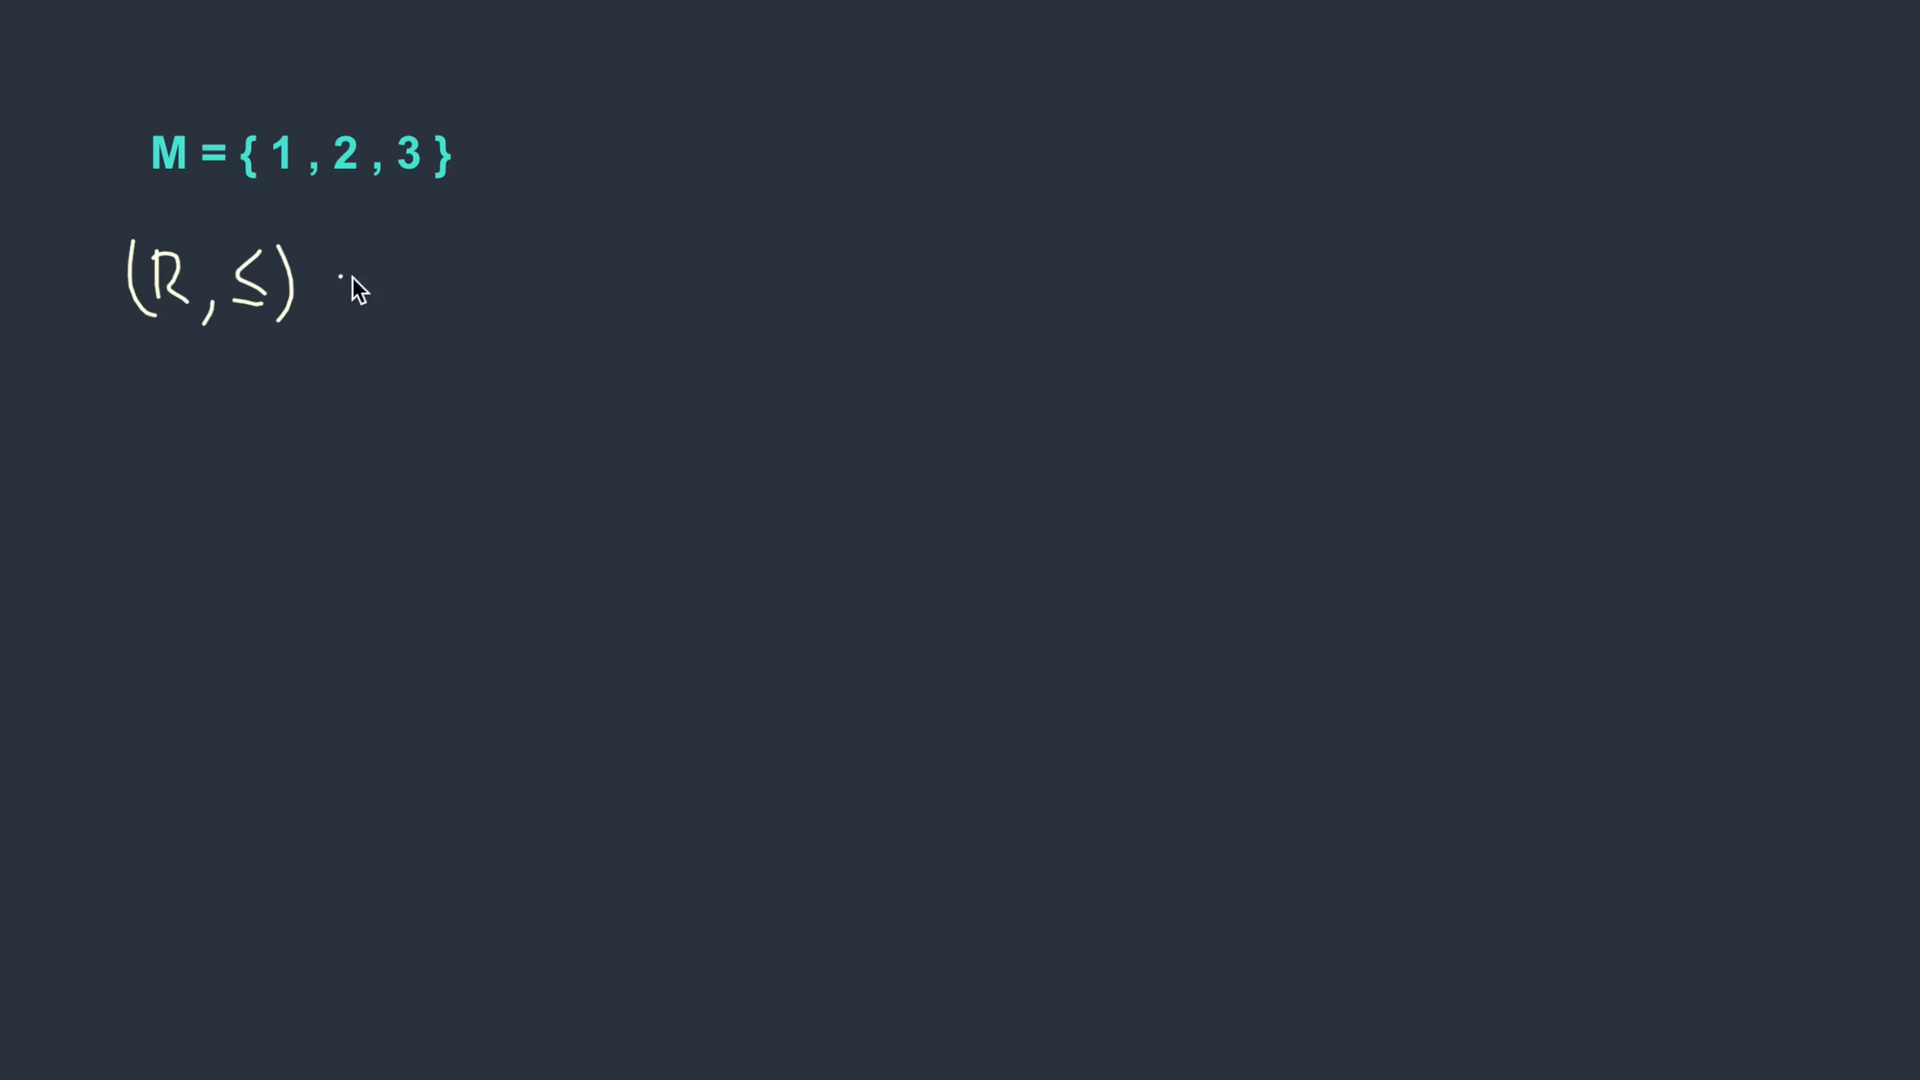 M = { 1 , 2 , 3 }
(R, ≤)